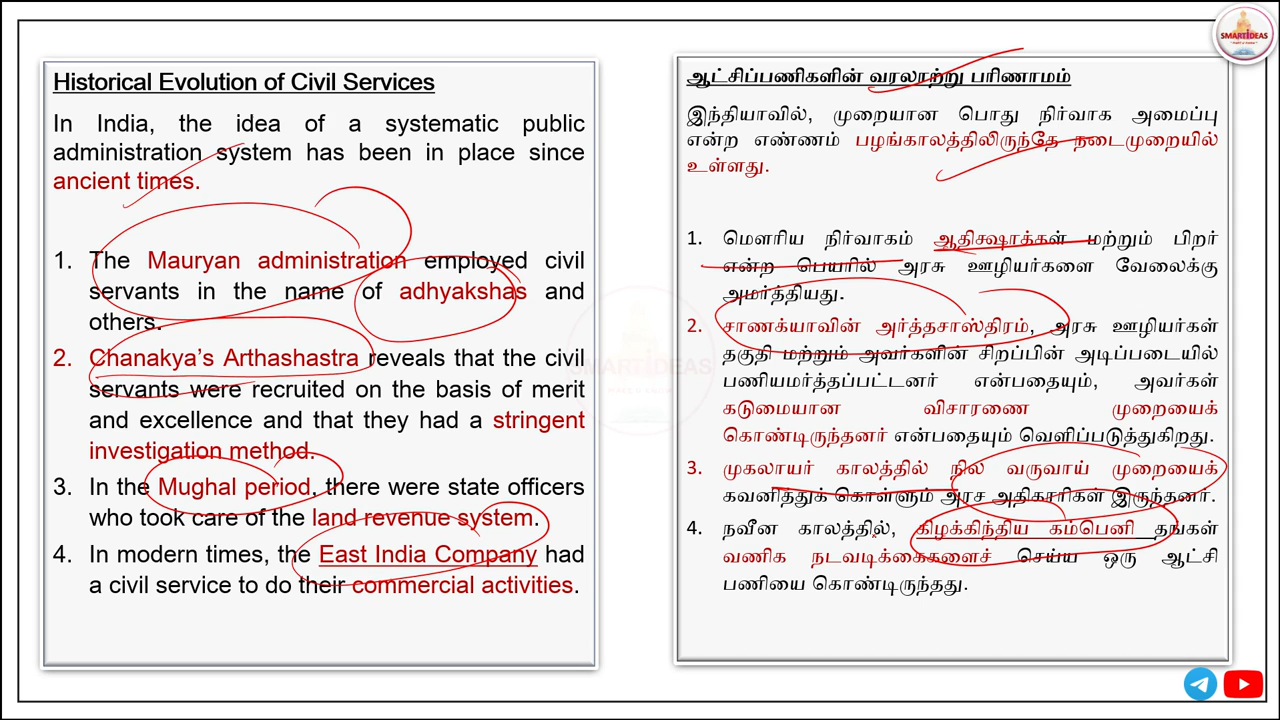 SMARTIDEAS
Historical Evolution of Civil Services
In India, the idea of a systematic public
administration system has been in place since
ancient times.
1. The Mauryan administration employed civil
servants in the name of adhyakshas and
others.
2. Chanakya's Arthashastra reveals that the civil
servants were recruited on the basis of merit
and excellence and that they had a stringent
investigation method.
3. In the Mughal period, there were state officers
who took care of the land revenue system.
4. In modern times, the East India Company had
a civil service to do their commercial activities.
ஆட்சிப்பணிகளின் வரலாற்று பரிணாமம்
இந்தியாவில், முறையான பொது நிர்வாக அமைப்பு
என்ற எண்ணம் பழங்காலத்திலிருந்தே நடைமுறையில்
உள்ளது.
1. மௌரிய நிர்வாகம் ஆதிக்ஷாக்கள் மற்றும் பிறர்
என்ற பெயரில் அரசு ஊழியர்களை வேலைக்கு
அமர்த்தியது.
2. சாணக்யாவின் அர்த்தசாஸ்திரம், அரசு ஊழியர்கள்
தகுதி மற்றும் அவர்களின் சிறப்பின் அடிப்படையில்
பணியமர்த்தப்பட்டனர் என்பதையும், அவர்கள்
கடுமையான விசாரணை முறையைக்
கொண்டிருந்தனர் என்பதையும் வெளிப்படுத்துகிறது.
3. முகலாயர் காலத்தில் நில வருவாய் முறையைக்
கவனித்துக் கொள்ளும் அரச அதிகாரிகள் இருந்தனர்.
4. நவீன காலத்தில், கிழக்கிந்திய கம்பெனி தங்கள்
வணிக நடவடிக்கைகளைச் செய்ய ஒரு ஆட்சி
பணியை கொண்டிருந்தது.
SMARTIDEAS